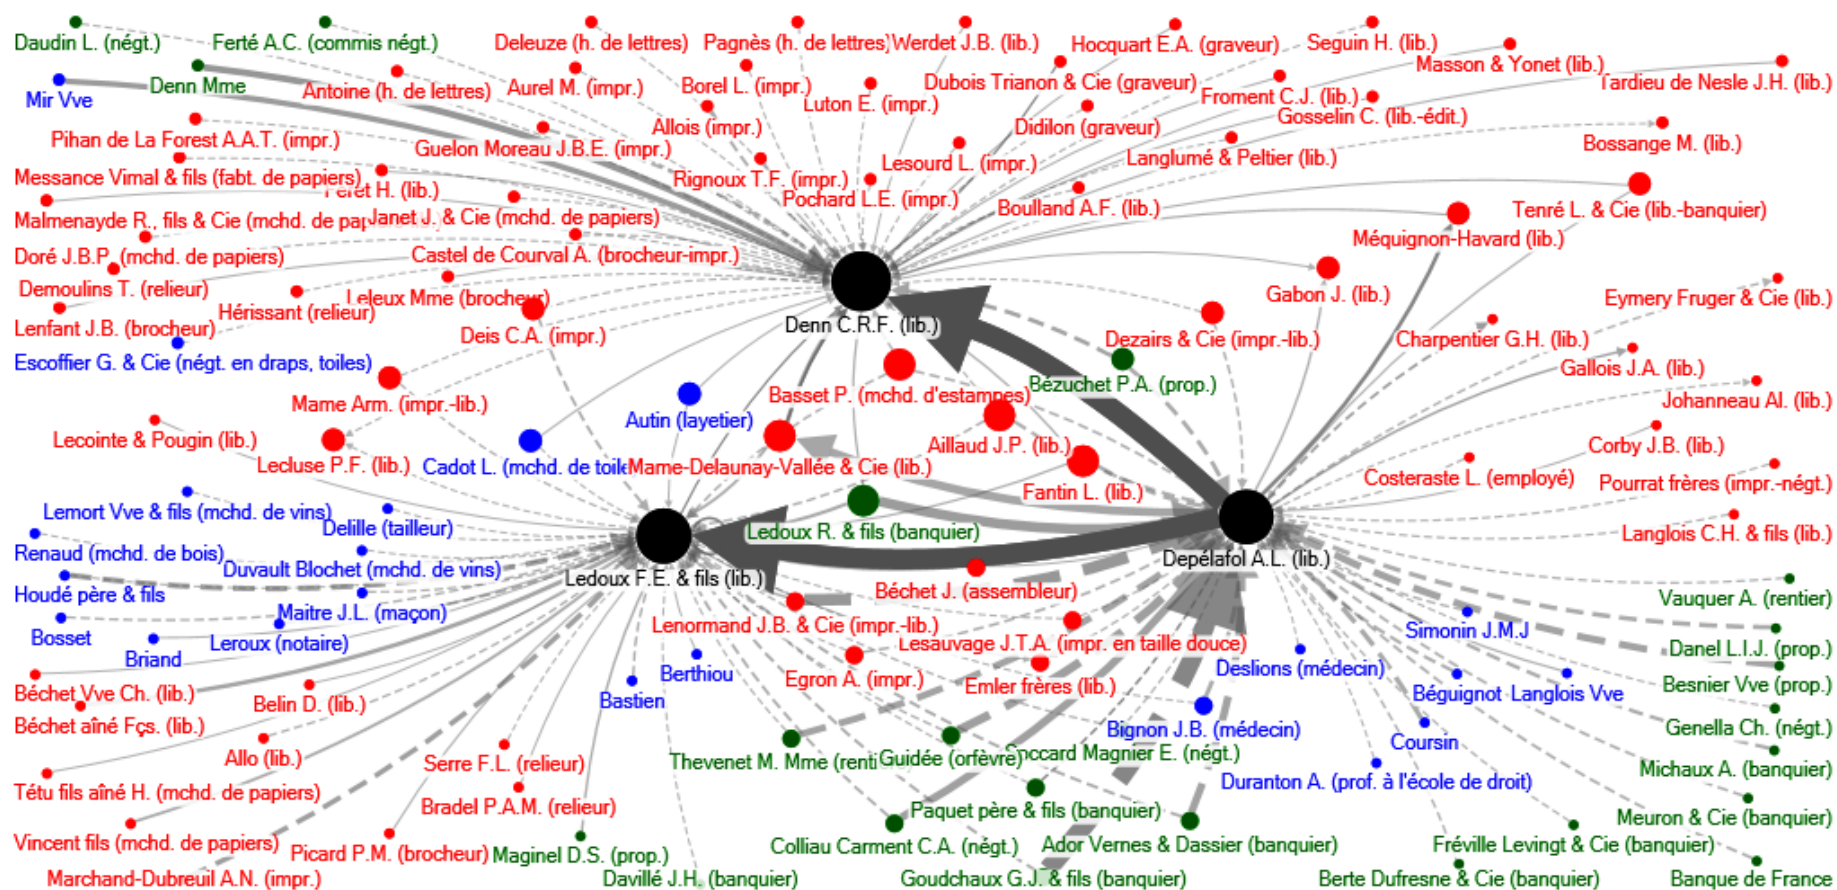 Daudin L. (négt.)
Ferté A.C. (commis négt.)
Deleuze (h. de lettres)
Pagnès (h. de lettres)
Werdet J.B. (lib.)
Hocquart E.A. (graveur)
Seguin H. (lib.)
Masson & Yonet (lib.)
Tardieu de Nesle J.H. (lib.)
Mir Vve
Denn Mme
Antoine (h. de lettres)
Aurel M. (impr.)
Borel L. (impr.)
Luton E. (impr.)
Dubois Trianon & Cie (graveur)
Froment C.J. (lib.)
Gosselin C. (lib.-édit.)
Pihan de La Forest A.A.T. (impr.)
Guelon Moreau J.B.E. (impr.)
Allois (impr.)
Didilon (graveur)
Langlumé & Peltier (lib.)
Bossange M. (lib.)
Messance Vimal & fils (fabt. de papiers)
Féret H. (lib.)
Rignoux T.F. (impr.)
Lesourd L. (impr.)
Pochard L.E. (impr.)
Boulland A.F. (lib.)
Tenré L. & Cie (lib.-banquier)
Malmenayde R., fils & Cie (mchd. de
Janet J. & Cie (mchd. de papiers)
Méquignon-Havard (lib.)
Doré J.B.P. (mchd. de papiers)
Castel de Courval A. (brocheur-impr.)
Demoulins T. (relieur)
Hérissant (relieur)
Leleux Mme (brocheur)
Gabon J. (lib.)
Eymery Fruger & Cie (lib.)
Lenfant J.B. (brocheur)
Deis C.A. (impr.)
Denn C.R.F. (lib.)
Dezairs & Cie (impr.-lib.)
Charpentier G.H. (lib.)
Escoffier G. & Cie (négt. en draps, toiles)
Gallois J.A. (lib.)
Mame Arm. (impr.-lib.)
Autin (layetier)
Basset P. (mchd. d'estampes)
Bézuchet P.A. (prop.)
Johanneau Al. (lib.)
Lecointe & Pougin (lib.)
Lecluse P.F. (lib.)
Cadot L. (mchd. de
Mame-Delaunay-Vallée & Cie (lib.)
Aillaud J.P. (lib.)
Corby J.B. (lib.)
Fantin L. (lib.)
Costeraste L. (employé)
Pourrat frères (impr.-négt.)
Lemort Vve & fils (mchd. de vins)
Delille (tailleur)
Ledoux R. & fils (banquier)
Langlois C.H. & fils (lib.)
Renaud (mchd. de bois)
Duvault Blochet (mchd. de vins)
Ledoux F.E. & fils (lib.)
Depélafol A.L. (lib.)
Houdé père & fils
Maitre J.L. (maçon)
Béchet J. (assembleur)
Vauquer A. (rentier)
Bosset
Briand
Leroux (notaire)
Lenormand J.B. & Cie (impr.-lib.)
Lesauvage J.T.A. (impr. en taille douce)
Simonin J.M.J
Danel L.I.J. (prop.)
Béchet Vve Ch. (lib.)
Belin D. (lib.)
Berthiou
Bastien
Egron A. (impr.)
Emler frères (lib.)
Deslions (médecin)
Béguignot
Langlois Vve
Besnier Vve (prop.)
Béchet aîné Fçs. (lib.)
Bignon J.B. (médecin)
Coursin
Genella Ch. (négt.)
Allo (lib.)
Serre F.L. (relieur)
Thevenet M. Mme
Guidée (orfèvre)
Magnier E. (négt.)
Duranton A. (prof. à l'école de droit)
Michaux A. (banquier)
Tétu fils aîné H. (mchd. de papiers)
Bradel P.A.M. (relieur)
Paquet père & fils (banquier)
Meuron & Cie (banquier)
Vincent fils (mchd. de papiers)
Picard P.M. (brocheur)
Maginel D.S. (prop.)
Colliau Carment C.A. (négt.)
Ador Vernes & Dassier (banquier)
Fréville Levingt & Cie (banquier)
Marchand-Dubreuil A.N. (impr.)
Davillé J.H. (banquier)
Goudchaux G.J. & fils (banquier)
Berte Dufresne & Cie (banquier)
Banque de France